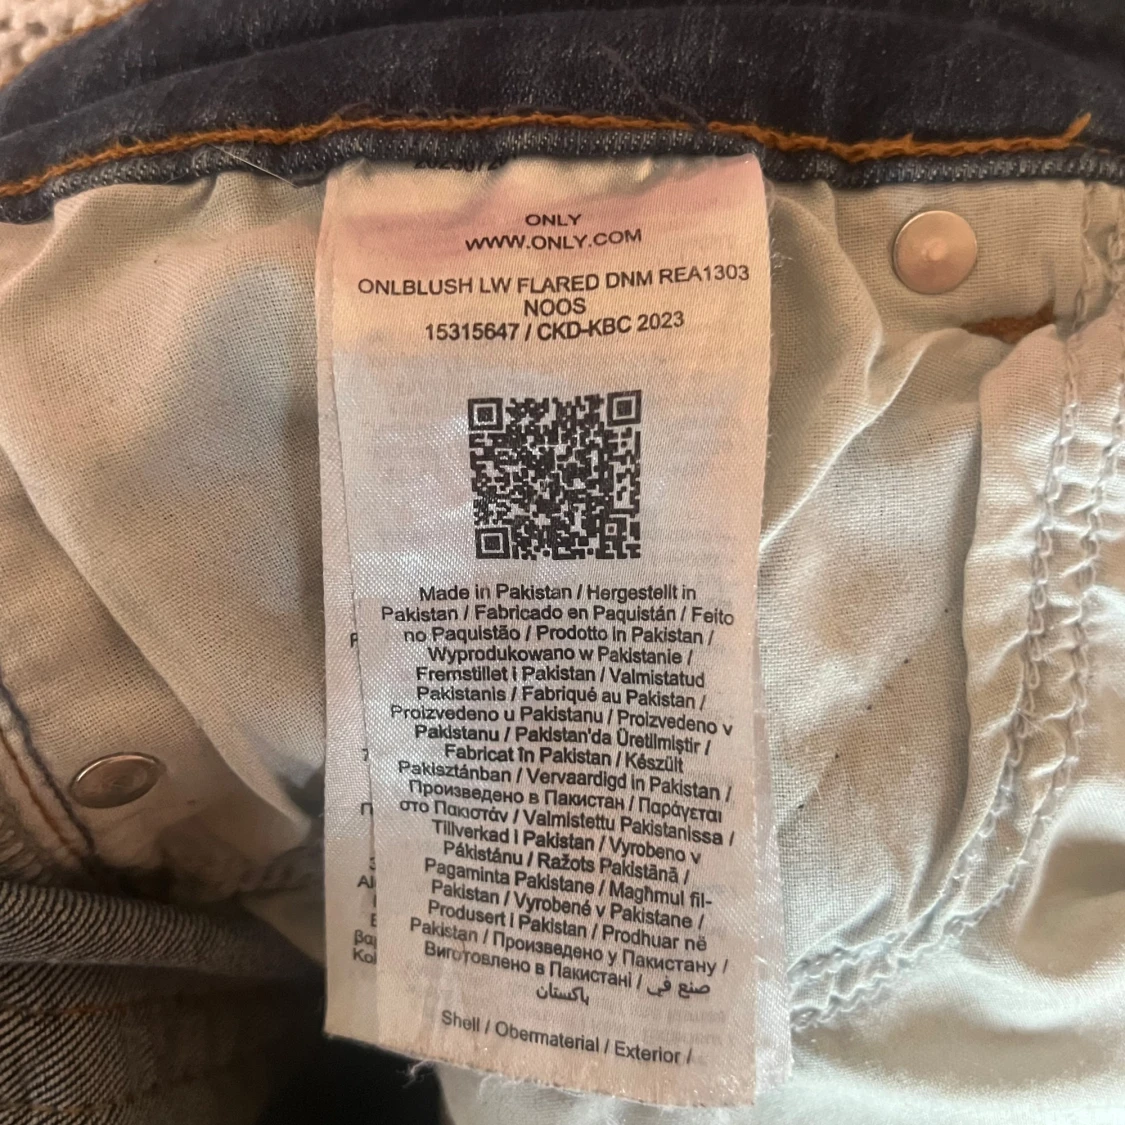 ONLY
WWW.ONLY.COM
ONLBLUSH LW FLARED DNM REA1303
NOOS
15315647 / CKD-KBC 2023
Made in Pakistan / Hergestellt in
Pakistan / Fabricado en Paquistán / Feito
no Paquistão / Prodotto in Pakistan /
Wyprodukowano w Pakistanie /
Fremstillet i Pakistan / Valmistatud
Pakistanis / Fabriqué au Pakistan /
Proizvedeno u Pakistanu / Proizvedeno v
Pakistanu / Pakistan'da Üretilmiştir /
Fabricat în Pakistan / Készült
Pakisztánban / Vervaardigd in Pakistan /
Произведено в Пакистан / Παράγεται
στο Πακιστάν / Valmistettu Pakistanissa /
Tillverkad i Pakistan / Vyrobeno v
Pákistánu / Ražots Pakistānā /
Pagaminta Pakistane / Magħmul fil-
Pakistan / Vyrobené v Pakistane /
Produsert i Pakistan / Prodhuar në
Pakistan / Произведено у Пакистану /
Виготовлено в Пакистані / صنع في
باكستان
Shell / Obermaterial / Exterior /